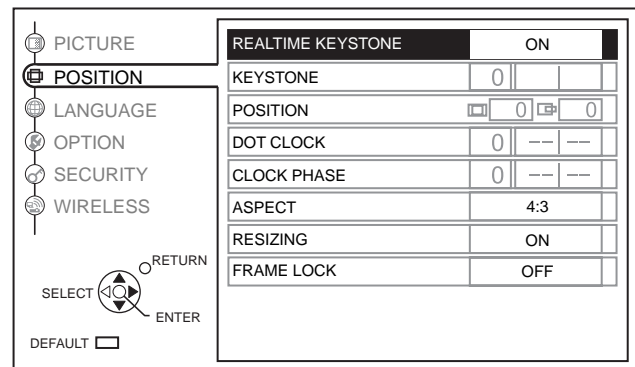 PICTURE
POSITION
LANGUAGE
OPTION
SECURITY
WIRELESS
RETURN
SELECT
ENTER
DEFAULT
REALTIME KEYSTONE ON
KEYSTONE 0
POSITION 0 0
DOT CLOCK 0 -- --
CLOCK PHASE 0 -- --
ASPECT 4:3
RESIZING ON
FRAME LOCK OFF